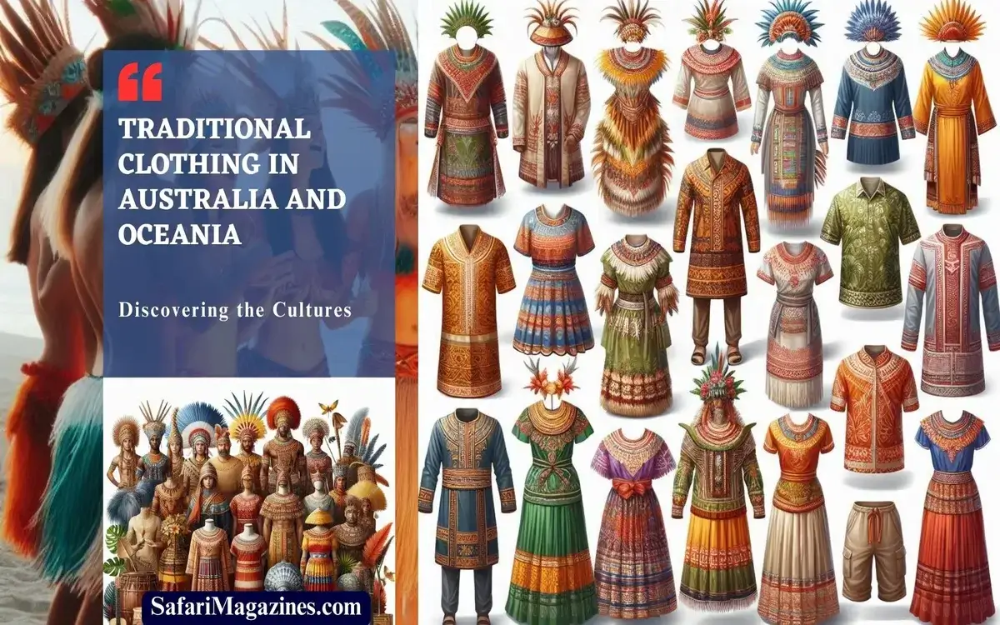 TRADITIONAL
CLOTHING IN
AUSTRALIA AND
OCEANIA
Discovering the Cultures
SafariMagazines.com